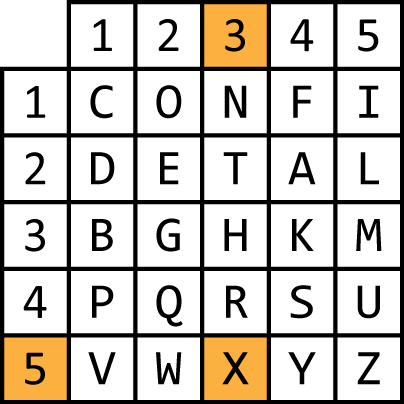 1 2 3 4 5
1 C O N F I
2 D E T A L
3 B G H K M
4 P Q R S U
5 V W X Y Z